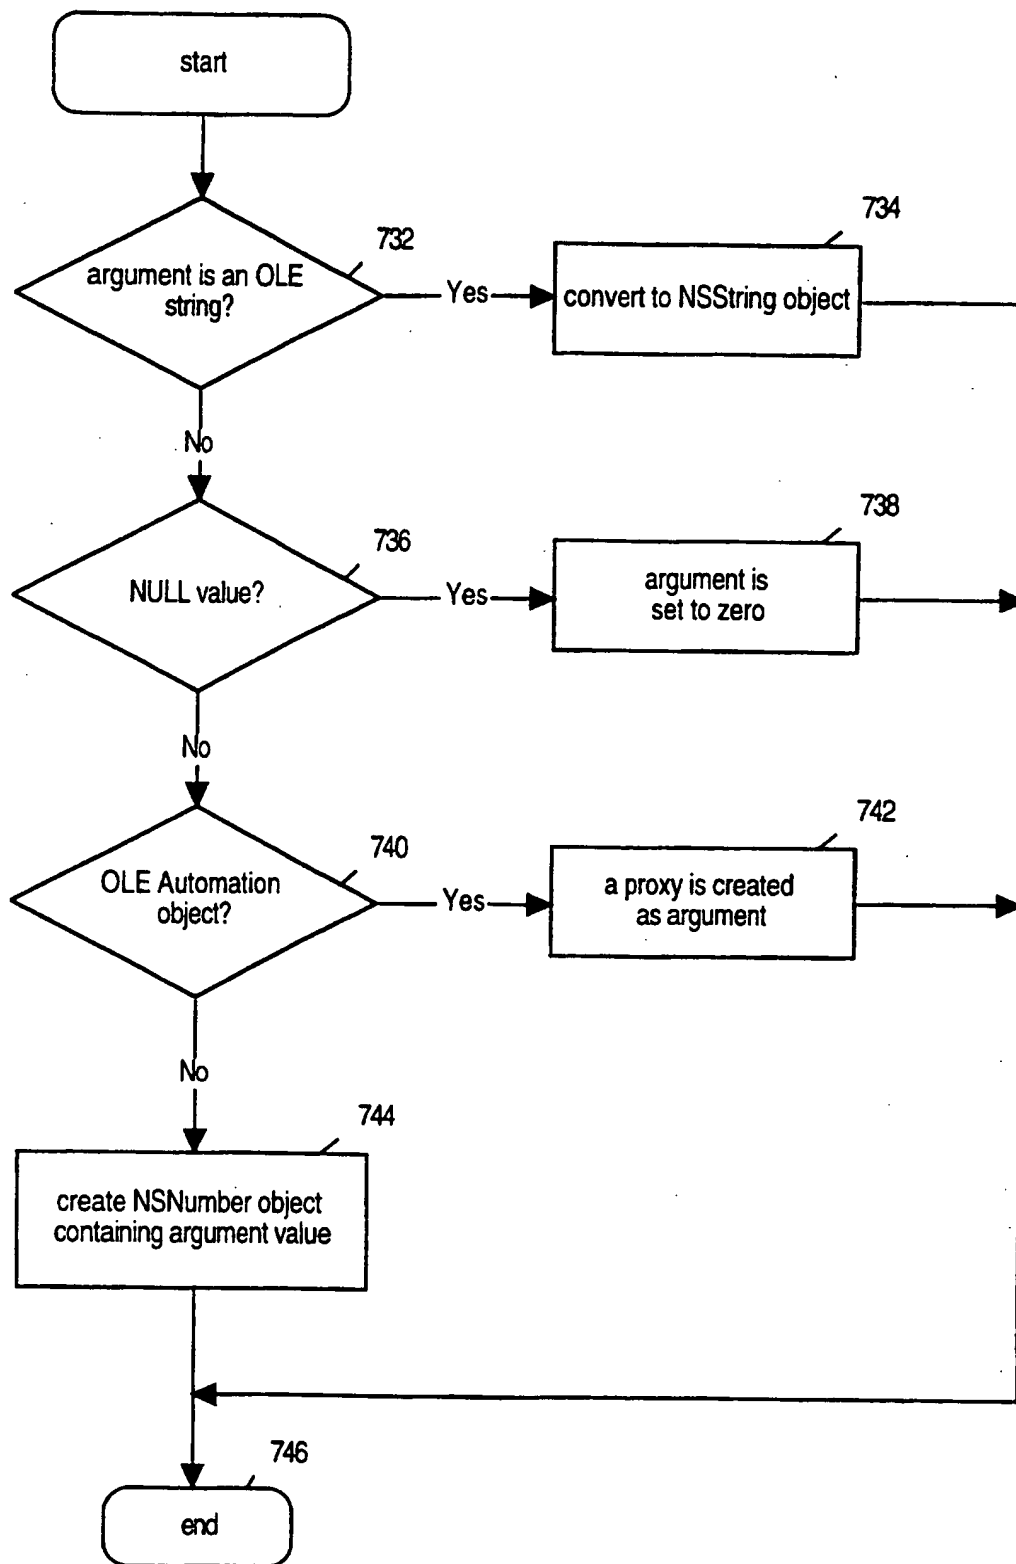 start
732
argument is an OLE
string?
Yes
734
convert to NSString object
No
736
NULL value?
Yes
738
argument is
set to zero
No
740
OLE Automation
object?
Yes
742
a proxy is created
as argument
No
744
create NSNumber object
containing argument value
746
end